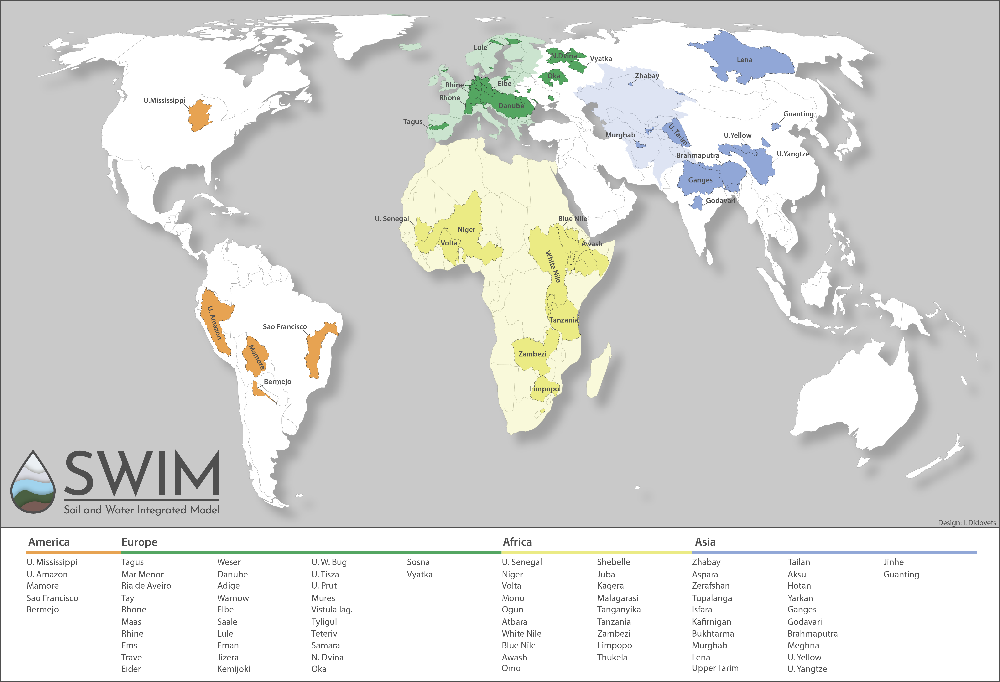 Lule
N.Dvina
Vyatka
Lena
Oka
Zhabay
Rhine
Elbe
Rhone
U.Mississippi
Danube
Guanting
Tagus
U. Tarim
Murghab
U.Yellow
Brahmaputra
U.Yangtze
Ganges
Godavari
U. Senegal
Blue Nile
Niger
Volta
Awash
White Nile
U. Amazon
Tanzania
Sao Francisco
Mamore
Zambezi
Bermejo
Limpopo
SWIM
Soil and Water Integrated Model
Design: I. Didovets
America
U. Mississippi
U. Amazon
Mamore
Sao Francisco
Bermejo
Europe
Tagus
Mar Menor
Ria de Aveiro
Tay
Rhone
Maas
Rhine
Ems
Trave
Eider
Weser
Danube
Adige
Warnow
Elbe
Saale
Lule
Eman
Jizera
Kemijoki
U. W. Bug
U. Tisza
U. Prut
Mures
Vistula lag.
Tyligul
Teteriv
Samara
N. Dvina
Oka
Sosna
Vyatka
Africa
U. Senegal
Niger
Volta
Mono
Ogun
Atbara
White Nile
Blue Nile
Awash
Omo
Shebelle
Juba
Kagera
Malagarasi
Tanganyika
Tanzania
Zambezi
Limpopo
Thukela
Asia
Zhabay
Aspara
Zerafshan
Tupalanga
Isfara
Kafirnigan
Bukhtarma
Murghab
Lena
Upper Tarim
Tailan
Aksu
Hotan
Yarkan
Ganges
Godavari
Brahmaputra
Meghna
U. Yellow
U. Yangtze
Jinhe
Guanting